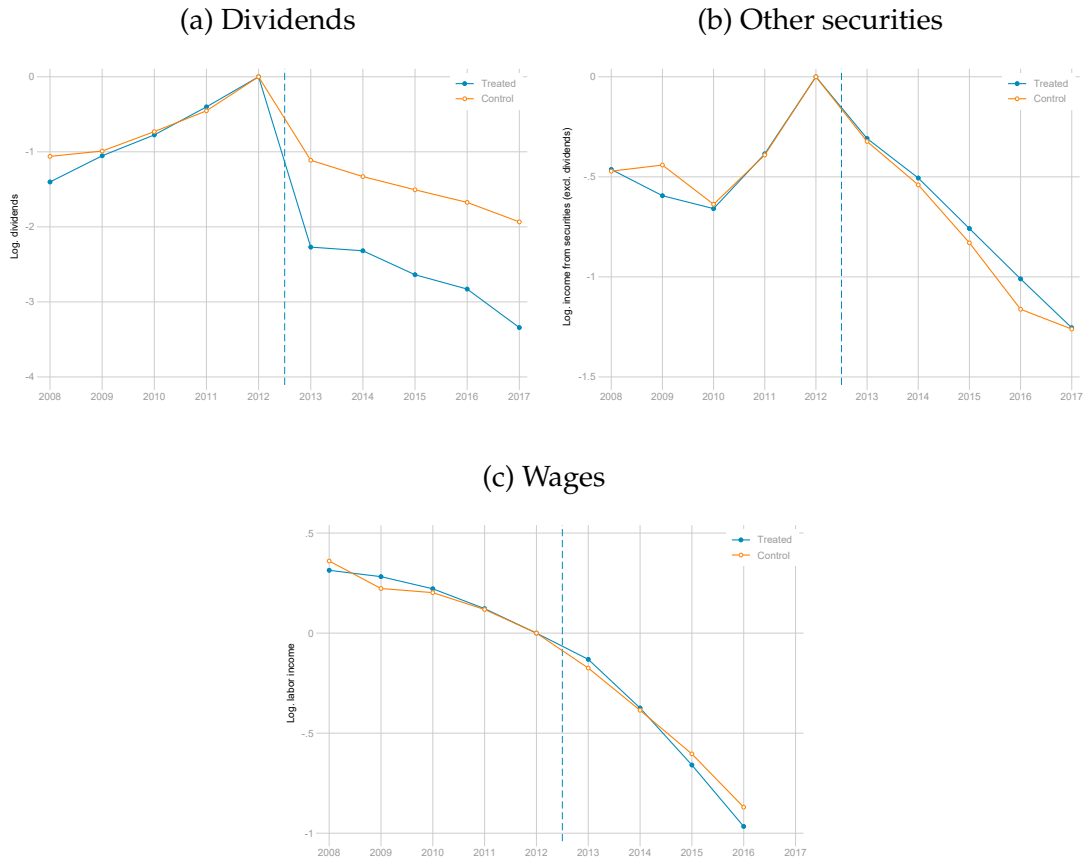 (a) Dividends
Treated
Control
Log. dividends
0
-1
-2
-3
-4
2008 2009 2010 2011 2012 2013 2014 2015 2016 2017
(b) Other securities
Treated
Control
Log. income from securities (excl. dividends)
0
-.5
-1
-1.5
2008 2009 2010 2011 2012 2013 2014 2015 2016 2017
(c) Wages
Treated
Control
Log. labor income
.5
0
-.5
-1
2008 2009 2010 2011 2012 2013 2014 2015 2016 2017